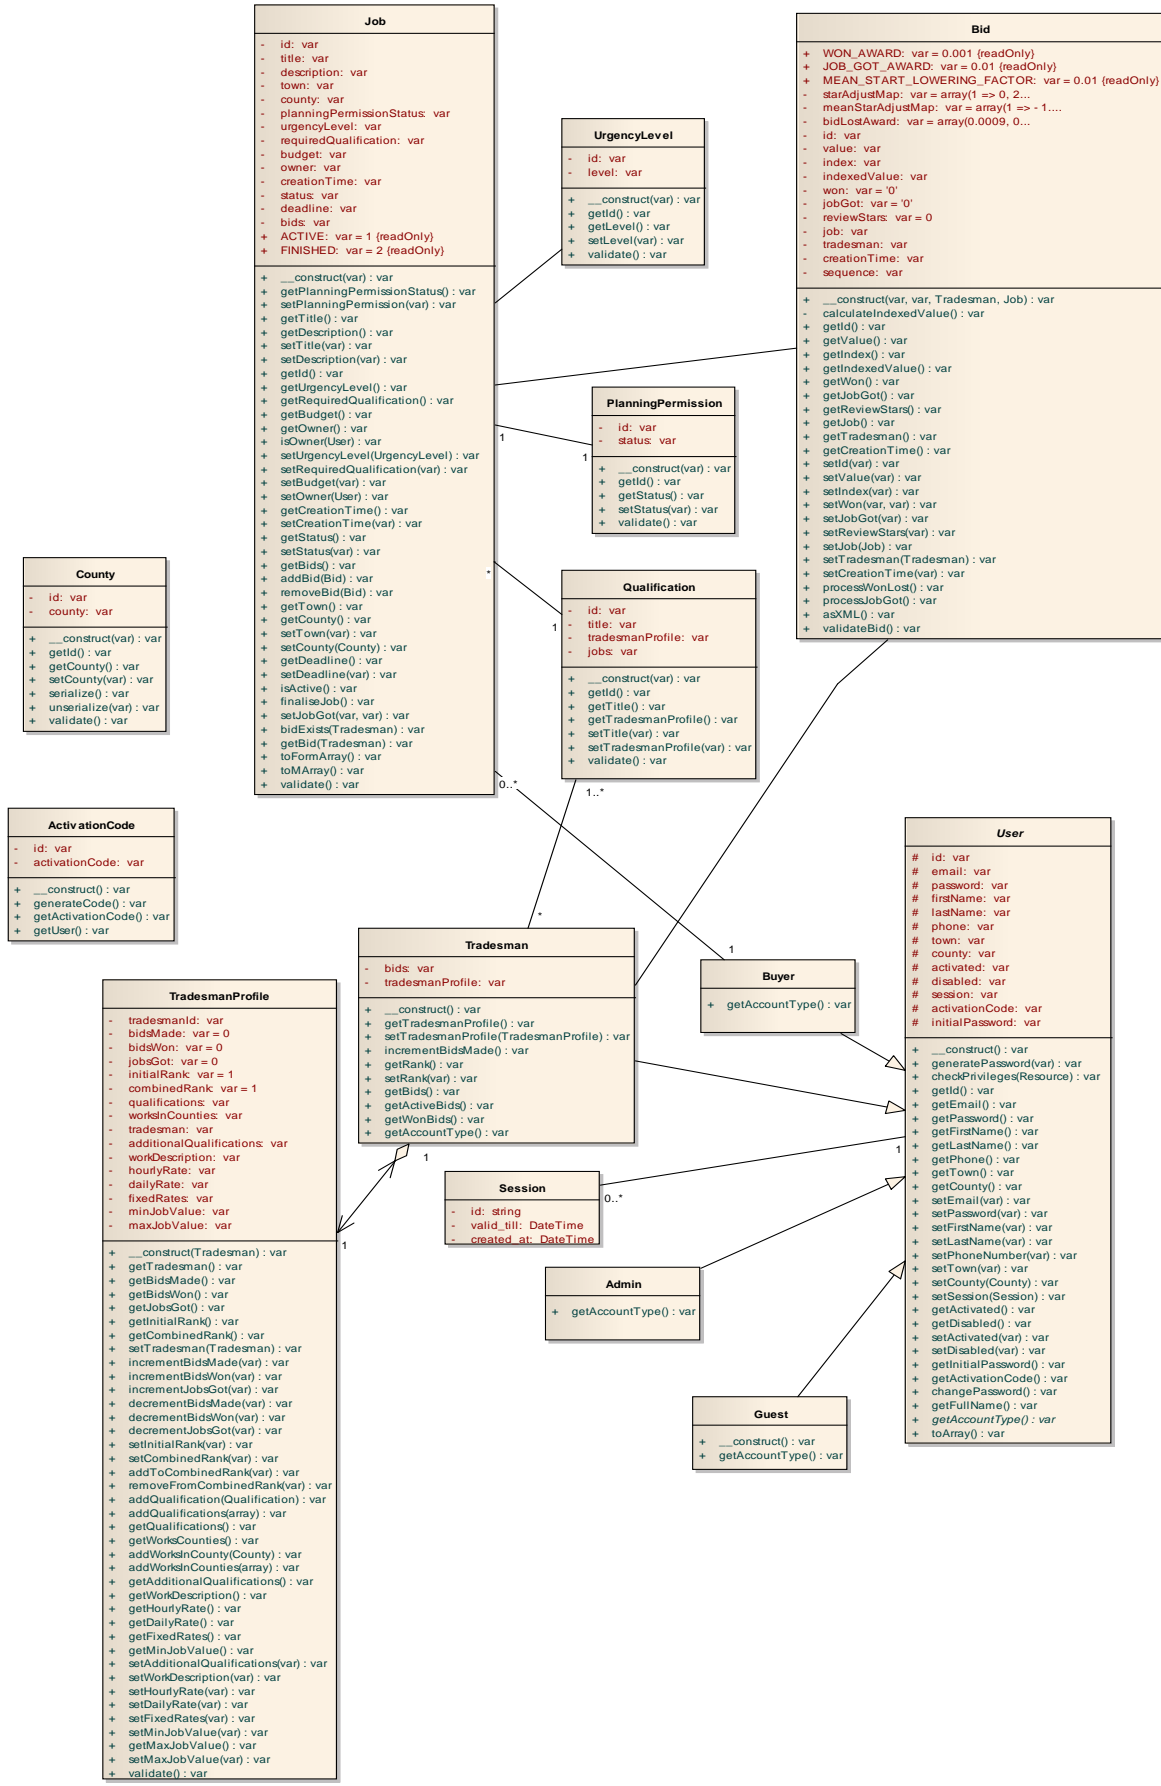 Job
- id: var
- title: var
- description: var
- town: var
- county: var
- planningPermissionStatus: var
- urgencyLevel: var
- requiredQualification: var
- budget: var
- owner: var
- creationTime: var
- status: var
- deadline: var
- bids: var
+ ACTIVE: var = 1 {readOnly}
+ FINISHED: var = 2 {readOnly}
+ __construct(var) : var
+ getPlanningPermissionStatus() : var
+ setPlanningPermission(var) : var
+ getTitle() : var
+ getDescription() : var
+ setTitle(var) : var
+ setDescription(var) : var
+ getId() : var
+ getUrgencyLevel() : var
+ getRequiredQualification() : var
+ getBudget() : var
+ getOwner() : var
+ isOwner(User) : var
+ setUrgencyLevel(UrgencyLevel) : var
+ setRequiredQualification(var) : var
+ setBudget(var) : var
+ setOwner(User) : var
+ getCreationTime() : var
+ setCreationTime(var) : var
+ getStatus() : var
+ setStatus(var) : var
+ getBids() : var
+ addBid(Bid) : var
+ removeBid(Bid) : var
+ getTown() : var
+ getCounty() : var
+ setTown(var) : var
+ setCounty(County) : var
+ getDeadline() : var
+ setDeadline(var) : var
+ isActive() : var
+ finaliseJob() : var
+ setJobGot(var, var) : var
+ bidExists(Tradesman) : var
+ getBid(Tradesman) : var
+ toFormArray() : var
+ toMArray() : var
+ validate() : var
UrgencyLevel
- id: var
- level: var
+ __construct(var) : var
+ getId() : var
+ getLevel() : var
+ setLevel(var) : var
+ validate() : var
Bid
+ WON_AWARD: var = 0.001 {readOnly}
+ JOB_GOT_AWARD: var = 0.01 {readOnly}
+ MEAN_START_LOWERING_FACTOR: var = 0.01 {readOnly}
- starAdjustMap: var = array(1 => 0, 2...
- meanStarAdjustMap: var = array(1 => - 1....
- bidLostAward: var = array(0.0009, 0...
- id: var
- value: var
- index: var
- indexedValue: var
- won: var = '0'
- jobGot: var = '0'
- reviewStars: var = 0
- job: var
- tradesman: var
- creationTime: var
- sequence: var
+ __construct(var, var, Tradesman, Job) : var
- calculateIndexedValue() : var
+ getId() : var
+ getValue() : var
+ getIndex() : var
+ getIndexedValue() : var
+ getWon() : var
+ getJobGot() : var
+ getReviewStars() : var
+ getJob() : var
+ getTradesman() : var
+ getCreationTime() : var
+ setId(var) : var
+ setValue(var) : var
+ setIndex(var) : var
+ setWon(var, var) : var
+ setJobGot(var) : var
+ setReviewStars(var) : var
+ setJob(Job) : var
+ setTradesman(Tradesman) : var
+ setCreationTime(var) : var
+ processWonLost() : var
+ processJobGot() : var
+ asXML() : var
+ validateBid() : var
PlanningPermission
- id: var
- status: var
+ __construct(var) : var
+ getId() : var
+ getStatus() : var
+ setStatus(var) : var
+ validate() : var
1
1
County
- id: var
- county: var
+ __construct(var) : var
+ getId() : var
+ getCounty() : var
+ setCounty(var) : var
+ serialize() : var
+ unserialize(var) : var
+ validate() : var
*
1
Qualification
- id: var
- title: var
- tradesmanProfile: var
- jobs: var
+ __construct(var) : var
+ getId() : var
+ getTitle() : var
+ getTradesmanProfile() : var
+ setTitle(var) : var
+ setTradesmanProfile(var) : var
+ validate() : var
0..*
1..*
ActivationCode
- id: var
- activationCode: var
+ __construct() : var
+ generateCode() : var
+ getActivationCode() : var
+ getUser() : var
User
# id: var
# email: var
# password: var
# firstName: var
# lastName: var
# phone: var
# town: var
# county: var
# activated: var
# disabled: var
# session: var
# activationCode: var
# initialPassword: var
+ __construct() : var
+ generatePassword(var) : var
+ checkPrivileges(Resource) : var
+ getId() : var
+ getEmail() : var
+ getPassword() : var
+ getFirstName() : var
+ getLastName() : var
+ getPhone() : var
+ getTown() : var
+ getCounty() : var
+ setEmail(var) : var
+ setPassword(var) : var
+ setFirstName(var) : var
+ setLastName(var) : var
+ setPhoneNumber(var) : var
+ setTown(var) : var
+ setCounty(County) : var
+ setSession(Session) : var
+ getActivated() : var
+ getDisabled() : var
+ setActivated(var) : var
+ setDisabled(var) : var
+ getInitialPassword() : var
+ getActivationCode() : var
+ changePassword() : var
+ getFullName() : var
+ getAccountType() : var
+ toArray() : var
*
1
Tradesman
- bids: var
- tradesmanProfile: var
+ __construct() : var
+ getTradesmanProfile() : var
+ setTradesmanProfile(TradesmanProfile) : var
+ incrementBidsMade() : var
+ getRank() : var
+ setRank(var) : var
+ getBids() : var
+ getActiveBids() : var
+ getWonBids() : var
+ getAccountType() : var
Buyer
+ getAccountType() : var
TradesmanProfile
- tradesmanId: var
- bidsMade: var = 0
- bidsWon: var = 0
- jobsGot: var = 0
- initialRank: var = 1
- combinedRank: var = 1
- qualifications: var
- worksInCounties: var
- tradesman: var
- additionalQualifications: var
- workDescription: var
- hourlyRate: var
- dailyRate: var
- fixedRates: var
- minJobValue: var
- maxJobValue: var
+ __construct(Tradesman) : var
+ getTradesman() : var
+ getBidsMade() : var
+ getBidsWon() : var
+ getJobsGot() : var
+ getInitialRank() : var
+ getCombinedRank() : var
+ setTradesman(Tradesman) : var
+ incrementBidsMade(var) : var
+ incrementBidsWon(var) : var
+ incrementJobsGot(var) : var
+ decrementBidsMade(var) : var
+ decrementBidsWon(var) : var
+ decrementJobsGot(var) : var
+ setInitialRank(var) : var
+ setCombinedRank(var) : var
+ addToCombinedRank(var) : var
+ removeFromCombinedRank(var) : var
+ addQualification(Qualification) : var
+ addQualifications(array) : var
+ getQualifications() : var
+ getWorksCounties() : var
+ addWorksInCounty(County) : var
+ addWorksInCounties(array) : var
+ getAdditionalQualifications() : var
+ getWorkDescription() : var
+ getHourlyRate() : var
+ getDailyRate() : var
+ getFixedRates() : var
+ getMinJobValue() : var
+ setAdditionalQualifications(var) : var
+ setWorkDescription(var) : var
+ setHourlyRate(var) : var
+ setDailyRate(var) : var
+ setFixedRates(var) : var
+ setMinJobValue(var) : var
+ getMaxJobValue() : var
+ setMaxJobValue(var) : var
+ validate() : var
1
1
1
0..*
Session
- id: string
- valid_till: DateTime
- created_at: DateTime
Admin
+ getAccountType() : var
Guest
+ __construct() : var
+ getAccountType() : var